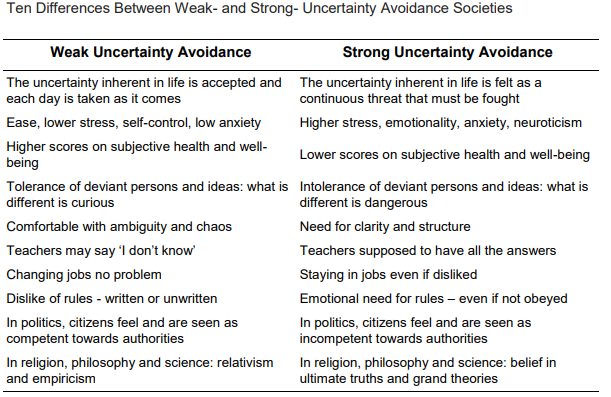 Ten Differences Between Weak- and Strong- Uncertainty Avoidance Societies
Weak Uncertainty Avoidance
Strong Uncertainty Avoidance
The uncertainty inherent in life is accepted and
each day is taken as it comes
The uncertainty inherent in life is felt as a
continuous threat that must be fought
Ease, lower stress, self-control, low anxiety
Higher stress, emotionality, anxiety, neuroticism
Higher scores on subjective health and well-
being
Lower scores on subjective health and well-being
Tolerance of deviant persons and ideas: what is
different is curious
Intolerance of deviant persons and ideas: what is
different is dangerous
Comfortable with ambiguity and chaos
Need for clarity and structure
Teachers may say ‘I don’t know’
Teachers supposed to have all the answers
Changing jobs no problem
Staying in jobs even if disliked
Dislike of rules - written or unwritten
Emotional need for rules – even if not obeyed
In politics, citizens feel and are seen as
competent towards authorities
In politics, citizens feel and are seen as
incompetent towards authorities
In religion, philosophy and science: relativism
and empiricism
In religion, philosophy and science: belief in
ultimate truths and grand theories